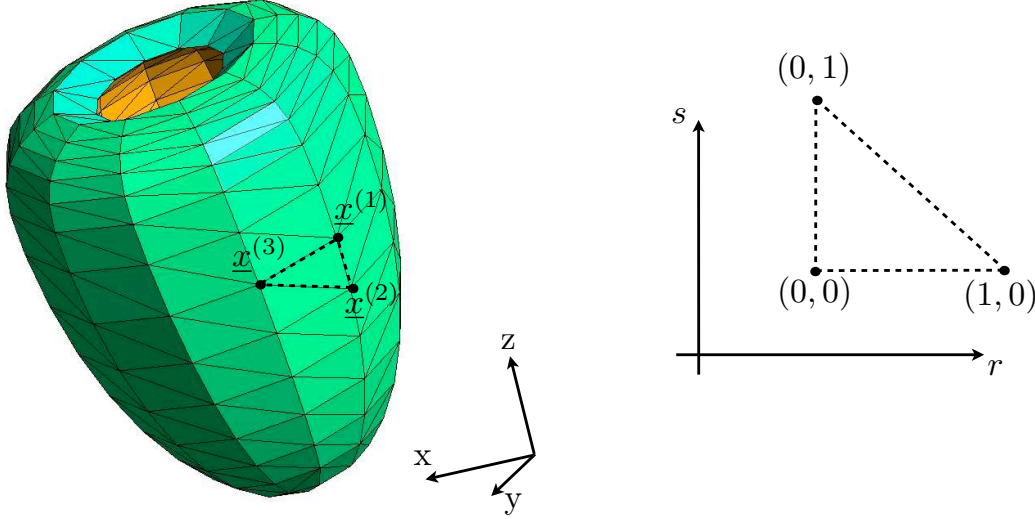 x^(1)
x^(3)
x^(2)
z
x
y
(0, 1)
s
(0, 0)
(1, 0)
r